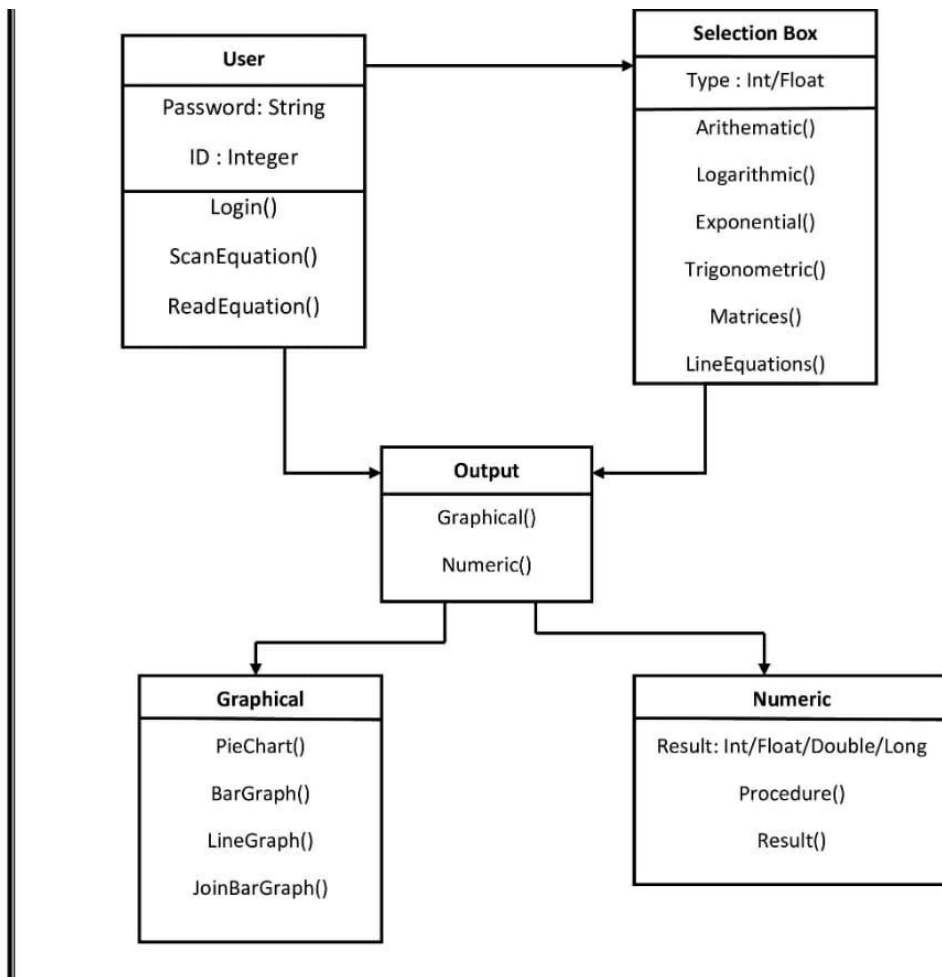 User
Password: String
ID : Integer
Login()
ScanEquation()
ReadEquation()
Selection Box
Type : Int/Float
Arithematic()
Logarithmic()
Exponential()
Trigonometric()
Matrices()
LineEquations()
Output
Graphical()
Numeric()
Graphical
PieChart()
BarGraph()
LineGraph()
JoinBarGraph()
Numeric
Result: Int/Float/Double/Long
Procedure()
Result()